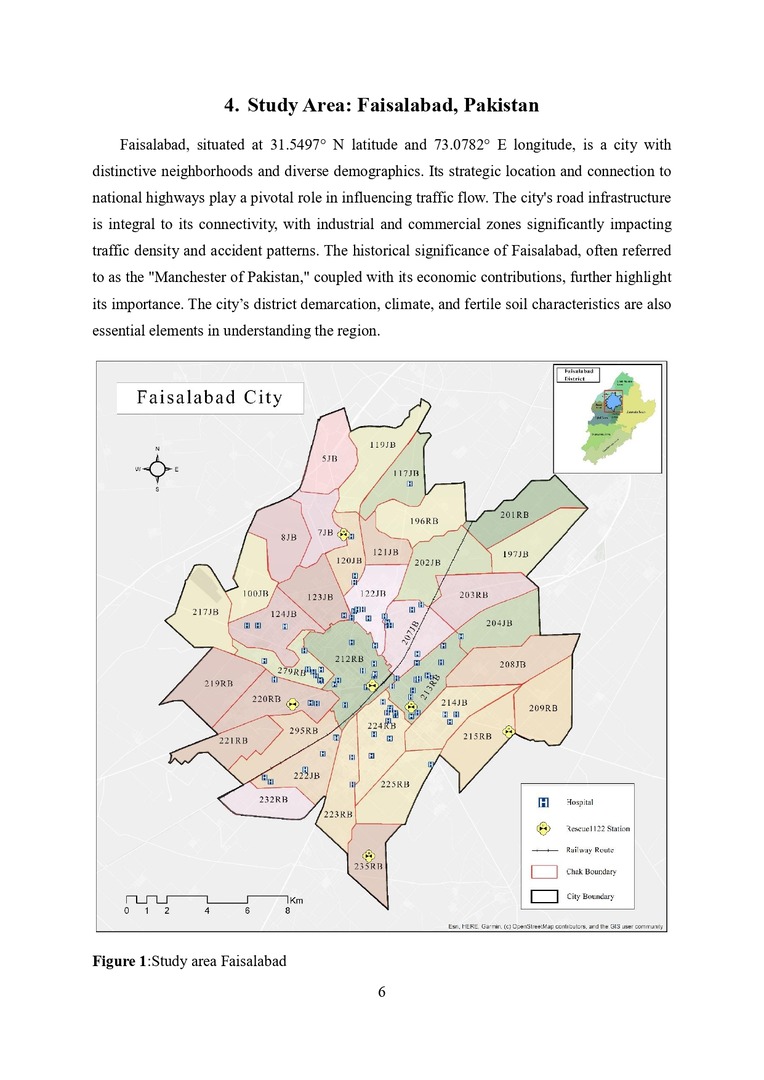 4. Study Area: Faisalabad, Pakistan
Faisalabad, situated at 31.5497° N latitude and 73.0782° E longitude, is a city with
distinctive neighborhoods and diverse demographics. Its strategic location and connection to
national highways play a pivotal role in influencing traffic flow. The city's road infrastructure
is integral to its connectivity, with industrial and commercial zones significantly impacting
traffic density and accident patterns. The historical significance of Faisalabad, often referred
to as the "Manchester of Pakistan," coupled with its economic contributions, further highlight
its importance. The city’s district demarcation, climate, and fertile soil characteristics are also
essential elements in understanding the region.
Faisalabad City
Faisalabad
District
N
W E
S
5JB
119JB
117JB
196RB
201RB
197JB
8JB
7JB
120JB
121JB
202JB
100JB
123JB
122JB
203RB
217JB
124JB
207JB
204JB
212RB
208JB
279RB
219RB
220RB
213RB
214JB
209RB
221RB
295RB
224RB
215RB
222JB
225RB
232RB
223RB
235RB
Hospital
Rescue1122 Station
Railway Route
Chak Boundary
City Boundary
0 1 2 4 6 8 Km
Esri, HERE, Garmin, (c) OpenStreetMap contributors, and the GIS user community
Figure 1:Study area Faisalabad
6